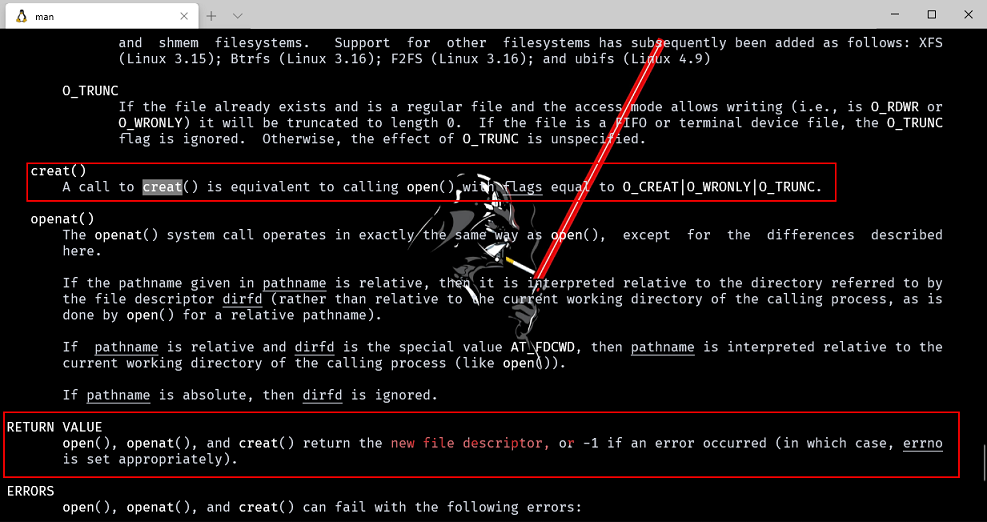 man
and shmem filesystems. Support for other filesystems has subsequently been added as follows: XFS
(Linux 3.15); Btrfs (Linux 3.16); F2FS (Linux 3.16); and ubifs (Linux 4.9)
O_TRUNC
If the file already exists and is a regular file and the access mode allows writing (i.e., is O_RDWR or
O_WRONLY) it will be truncated to length 0. If the file is a FIFO or terminal device file, the O_TRUNC
flag is ignored. Otherwise, the effect of O_TRUNC is unspecified.
creat()
A call to creat() is equivalent to calling open() with flags equal to O_CREAT|O_WRONLY|O_TRUNC.
openat()
The openat() system call operates in exactly the same way as open(), except for the differences described
here.
If the pathname given in pathname is relative, then it is interpreted relative to the directory referred to by
the file descriptor dirfd (rather than relative to the current working directory of the calling process, as is
done by open() for a relative pathname).
If pathname is relative and dirfd is the special value AT_FDCWD, then pathname is interpreted relative to the
current working directory of the calling process (like open()).
If pathname is absolute, then dirfd is ignored.
RETURN VALUE
open(), openat(), and creat() return the new file descriptor, or -1 if an error occurred (in which case, errno
is set appropriately).
ERRORS
open(), openat(), and creat() can fail with the following errors: